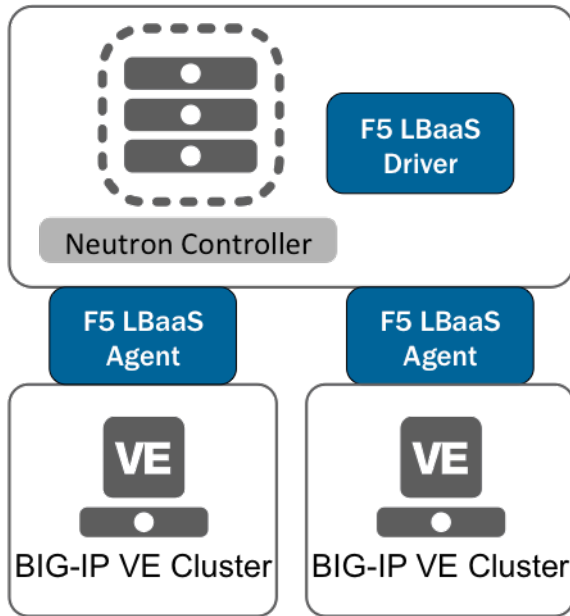 F5 LBaaS
Driver
Neutron Controller
F5 LBaaS
Agent
F5 LBaaS
Agent
VE
BIG-IP VE Cluster
VE
BIG-IP VE Cluster